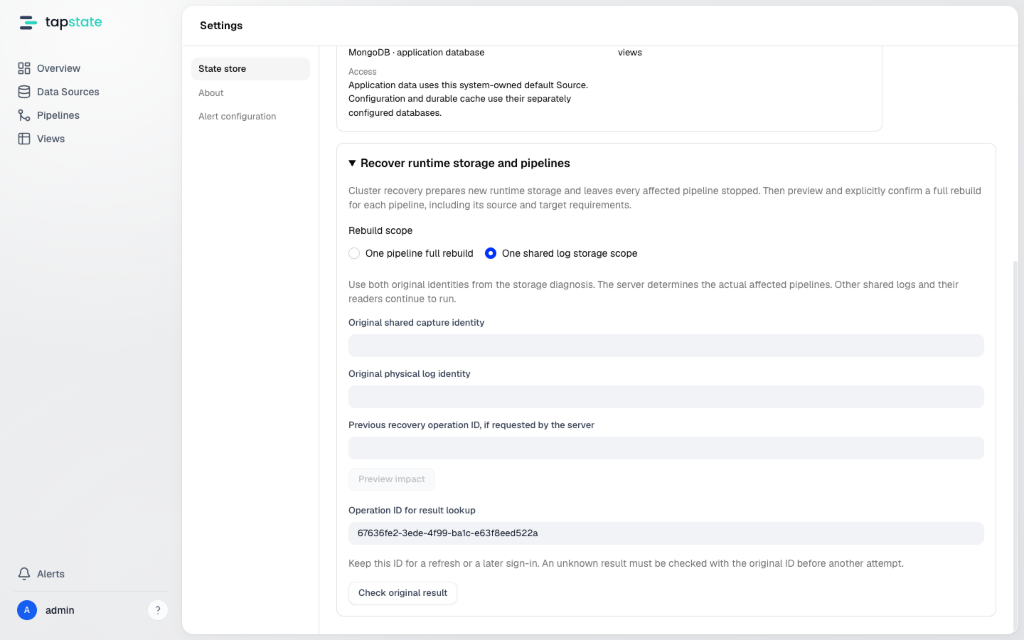 tapstate
Settings
Overview
Data Sources
Pipelines
Views
State store
About
Alert configuration
MongoDB · application database
views
Access
Application data uses this system-owned default Source.
Configuration and durable cache use their separately
configured databases.
Recover runtime storage and pipelines
Cluster recovery prepares new runtime storage and leaves every affected pipeline stopped. Then preview and explicitly confirm a full rebuild
for each pipeline, including its source and target requirements.
Rebuild scope
One pipeline full rebuild
One shared log storage scope
Use both original identities from the storage diagnosis. The server determines the actual affected pipelines. Other shared logs and their
readers continue to run.
Original shared capture identity
Original physical log identity
Previous recovery operation ID, if requested by the server
Preview impact
Operation ID for result lookup
67636fe2-3ede-4f99-ba1c-e63f8eed522a
Keep this ID for a refresh or a later sign-in. An unknown result must be checked with the original ID before another attempt.
Check original result
Alerts
A
admin
?